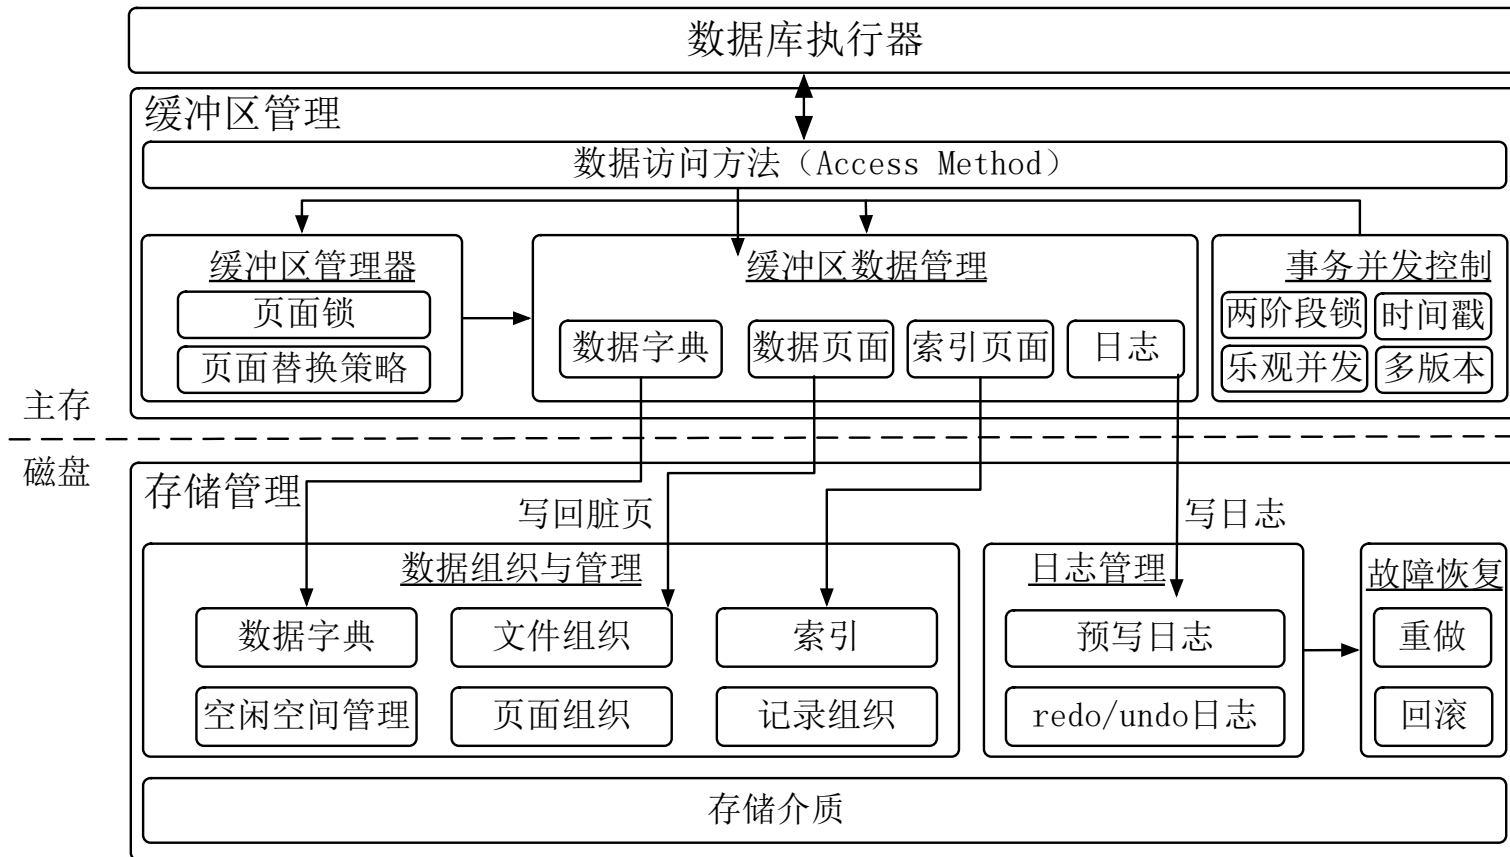 数据库执行器
缓冲区管理
数据访问方法（Access Method）
缓冲区管理器
页面锁
页面替换策略
缓冲区数据管理
数据字典
数据页面
索引页面
日志
事务并发控制
两阶段锁
时间戳
乐观并发
多版本
主存
磁盘
存储管理
写回脏页
写日志
数据组织与管理
数据字典
文件组织
索引
空闲空间管理
页面组织
记录组织
日志管理
预写日志
redo/undo日志
故障恢复
重做
回滚
存储介质